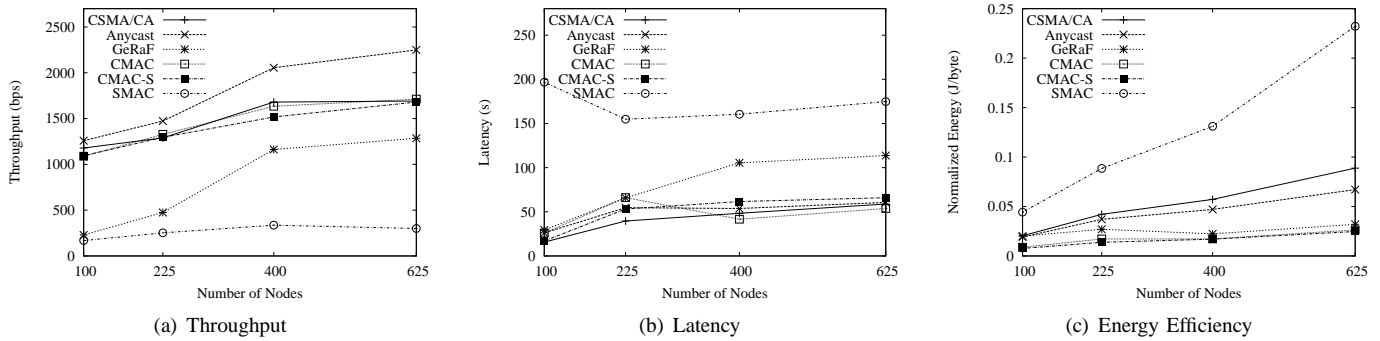 CSMA/CA
Anycast
GeRaF
CMAC
CMAC-S
SMAC
2500
2000
1500
1000
500
0
Throughput (bps)
100
225
400
625
Number of Nodes
(a) Throughput
CSMA/CA
Anycast
GeRaF
CMAC
CMAC-S
SMAC
250
200
150
100
50
0
Latency (s)
100
225
400
625
Number of Nodes
(b) Latency
CSMA/CA
Anycast
GeRaF
CMAC
CMAC-S
SMAC
0.25
0.2
0.15
0.1
0.05
0
Normalized Energy (J/byte)
100
225
400
625
Number of Nodes
(c) Energy Efficiency